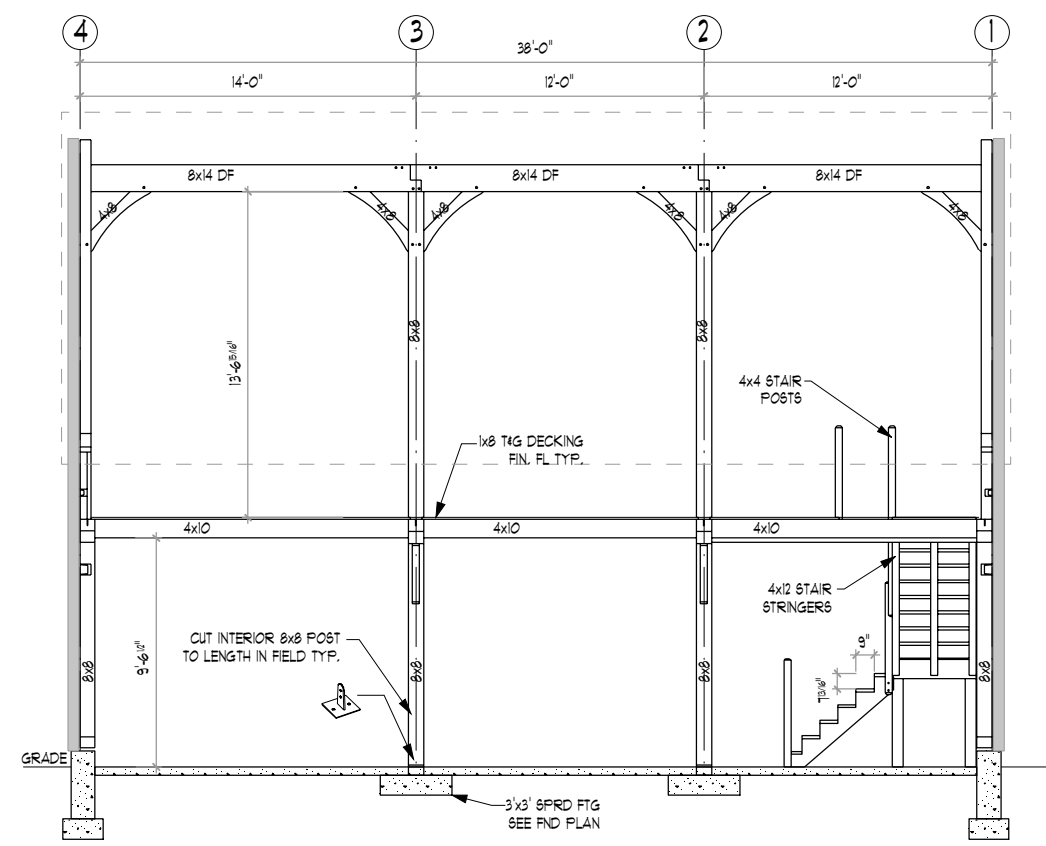 4 3 2 1
38'-0"
14'-0" 12'-0" 12'-0"
8x14 DF 8x14 DF 8x14 DF
4x8 4x8 4x8 4x8 4x8 4x8
8x8 8x8
13'-6 13/16"
4x4 STAIR
POSTS
1x8 T&G DECKING
FIN. FL TYP.
4x10 4x10 4x10
4x12 STAIR
STRINGERS
CUT INTERIOR 8x8 POST
TO LENGTH IN FIELD TYP.
9'-6 1/2"
9"
7 13/16"
8x8 8x8 8x8 8x8
GRADE
3'x3' SPRD FTG
SEE FND PLAN